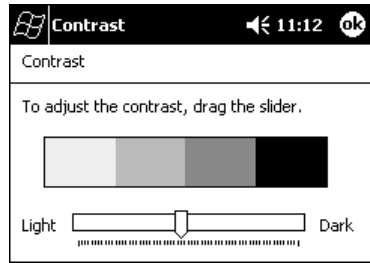 Contrast 11:12 ok
Contrast
To adjust the contrast, drag the slider.
Light Dark